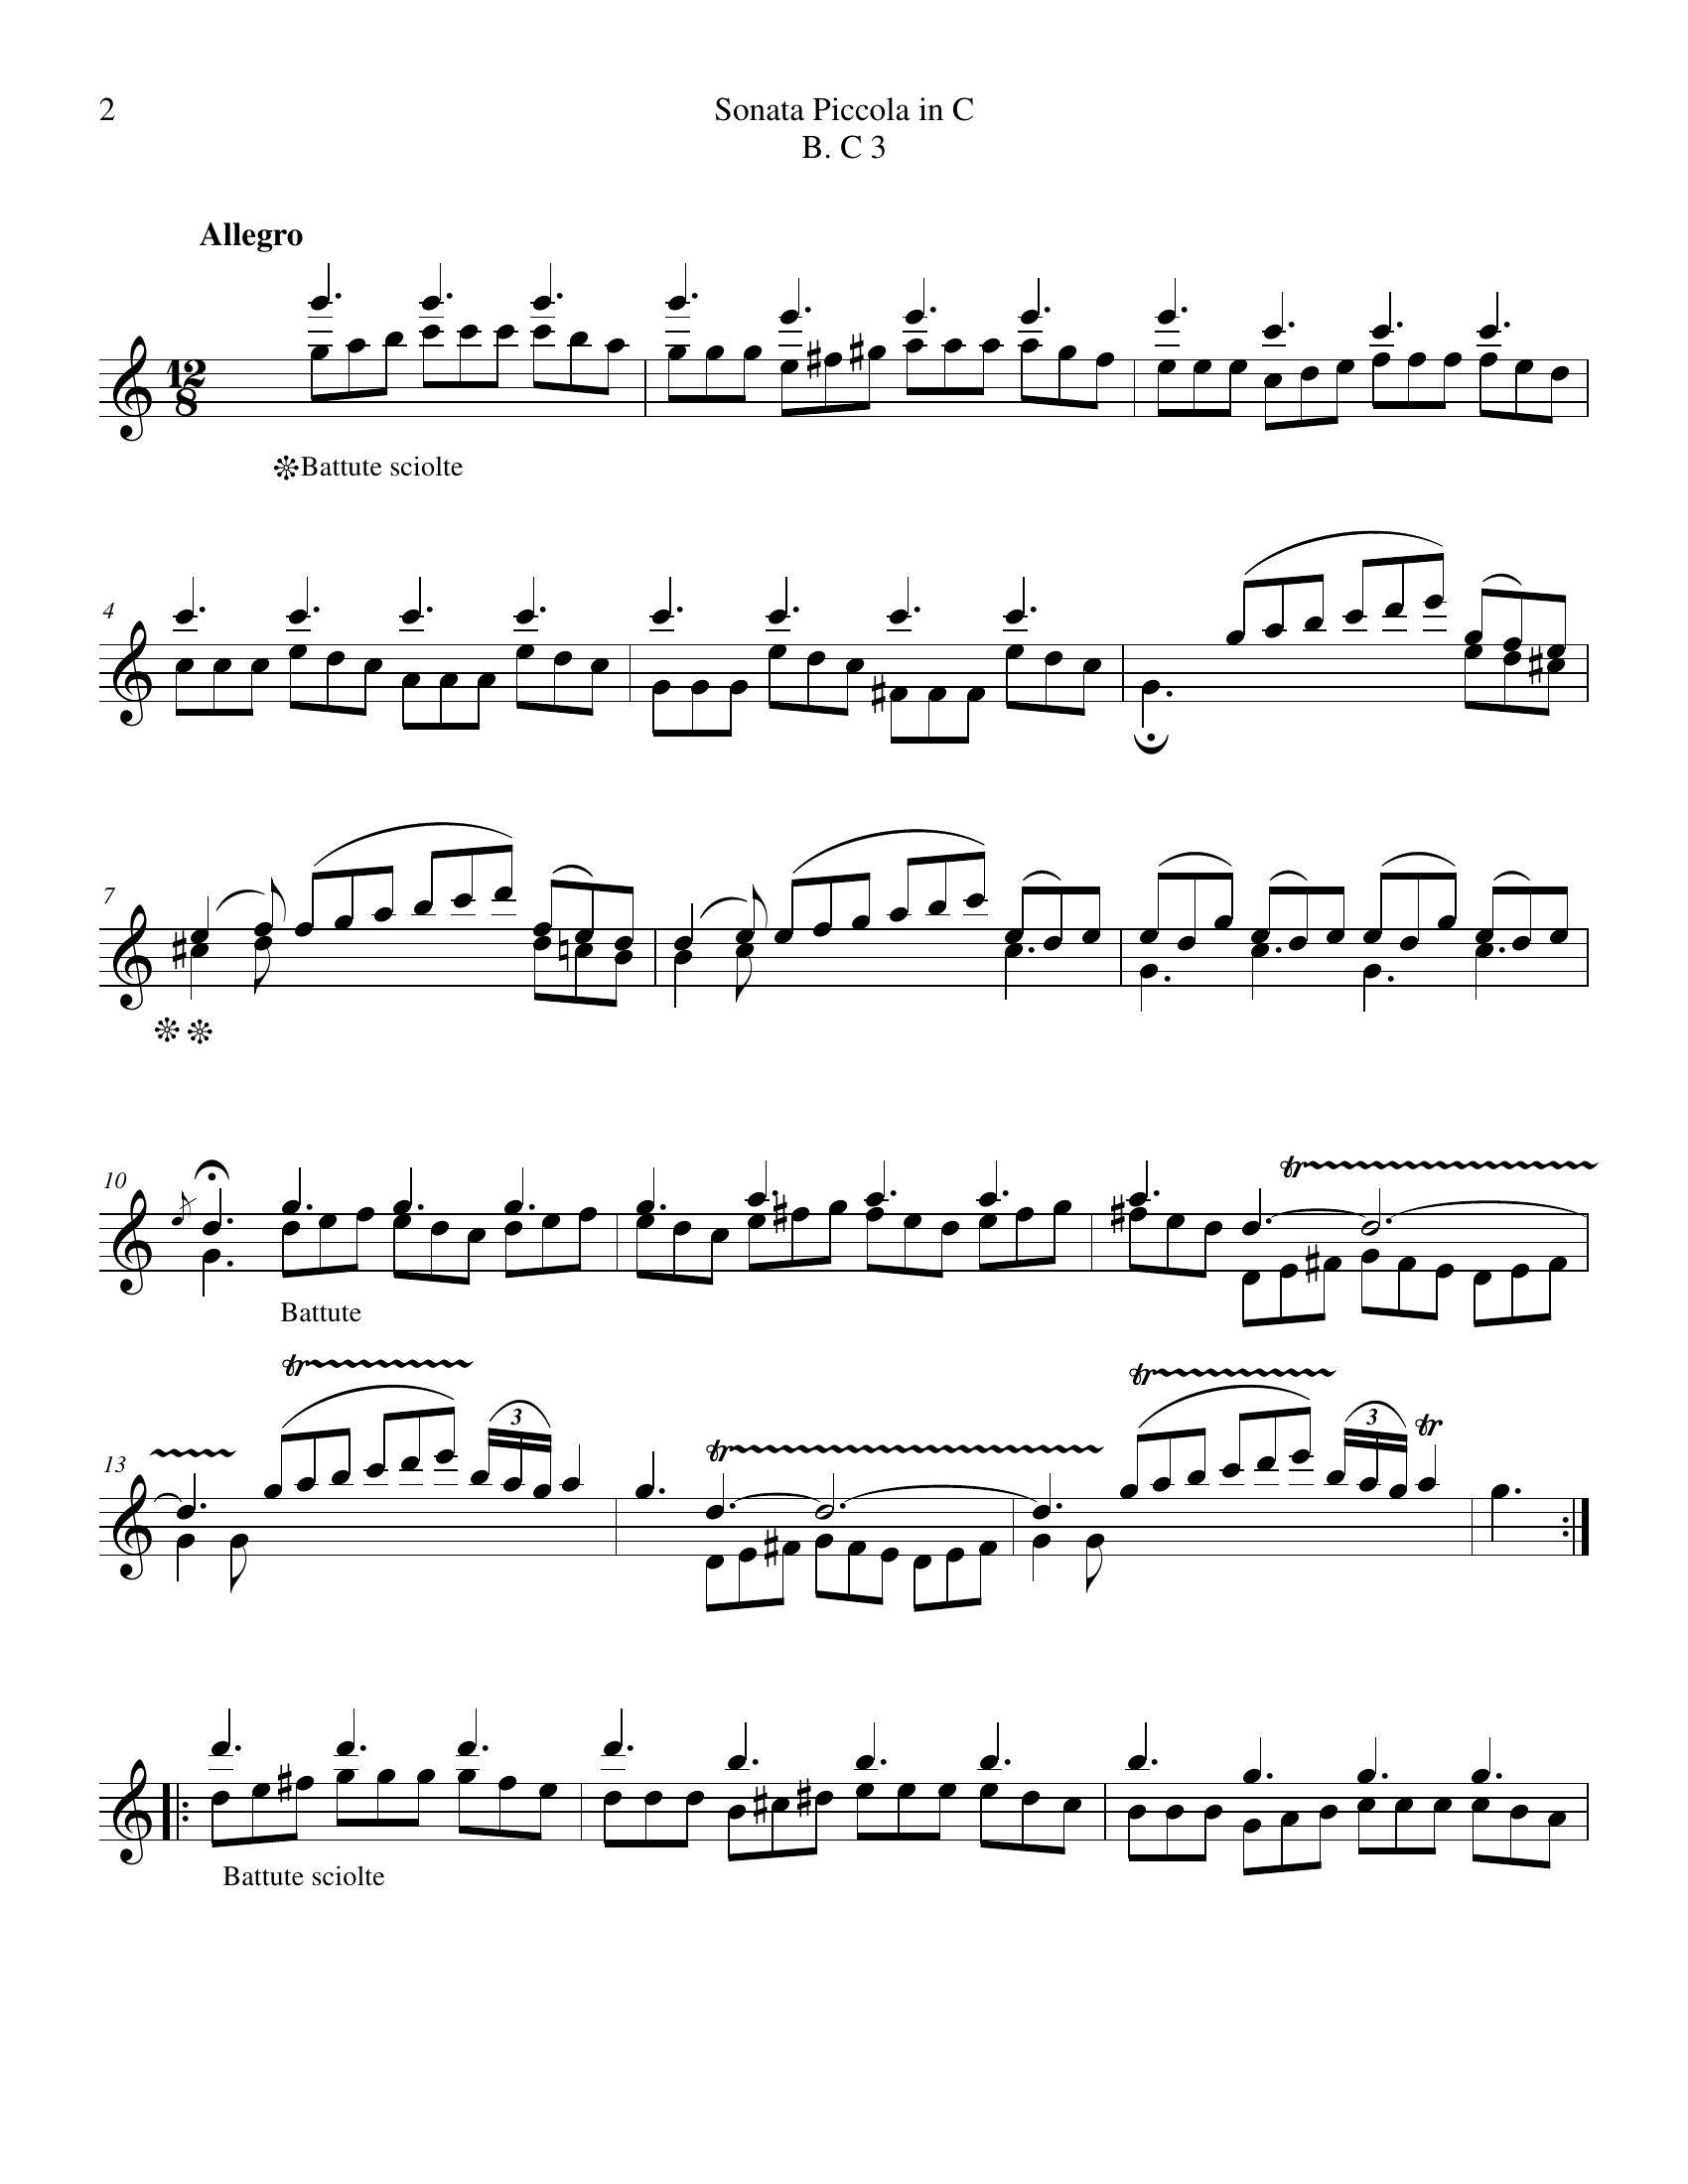 2
Sonata Piccola in C
B. C 3
Allegro
12
8
Battute sciolte
4
7
10
tr
Battute
13
tr
3
tr
tr
3
tr
Battute sciolte